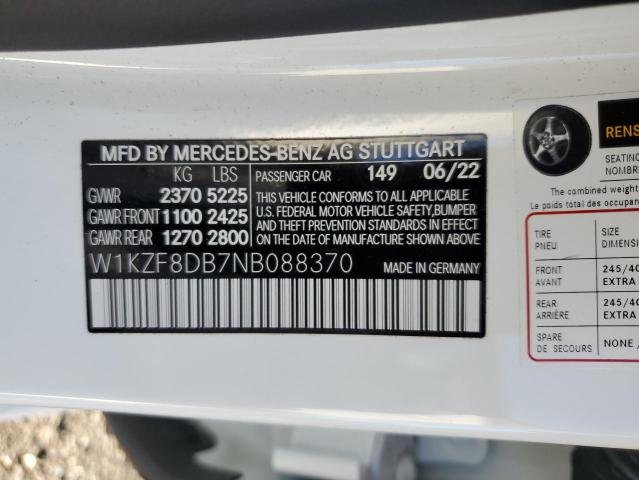 MFD BY MERCEDES-BENZ AG STUTTGART
KG LBS PASSENGER CAR 149 06/22
GVWR 2370 5225
GAWR FRONT 1100 2425
GAWR REAR 1270 2800
THIS VEHICLE CONFORMS TO ALL APPLICABLE
U.S. FEDERAL MOTOR VEHICLE SAFETY, BUMPER
AND THEFT PREVENTION STANDARDS IN EFFECT
ON THE DATE OF MANUFACTURE SHOWN ABOVE
W1KZF8DB7NB088370 MADE IN GERMANY
RENS
SEATING
NOMBR
The combined weight
Le poids total des occupan
TIRE SIZE
PNEU DIMENSI
FRONT 245/40
AVANT EXTRA
REAR 245/40
ARRIÈRE EXTRA
SPARE NONE
DE SECOURS